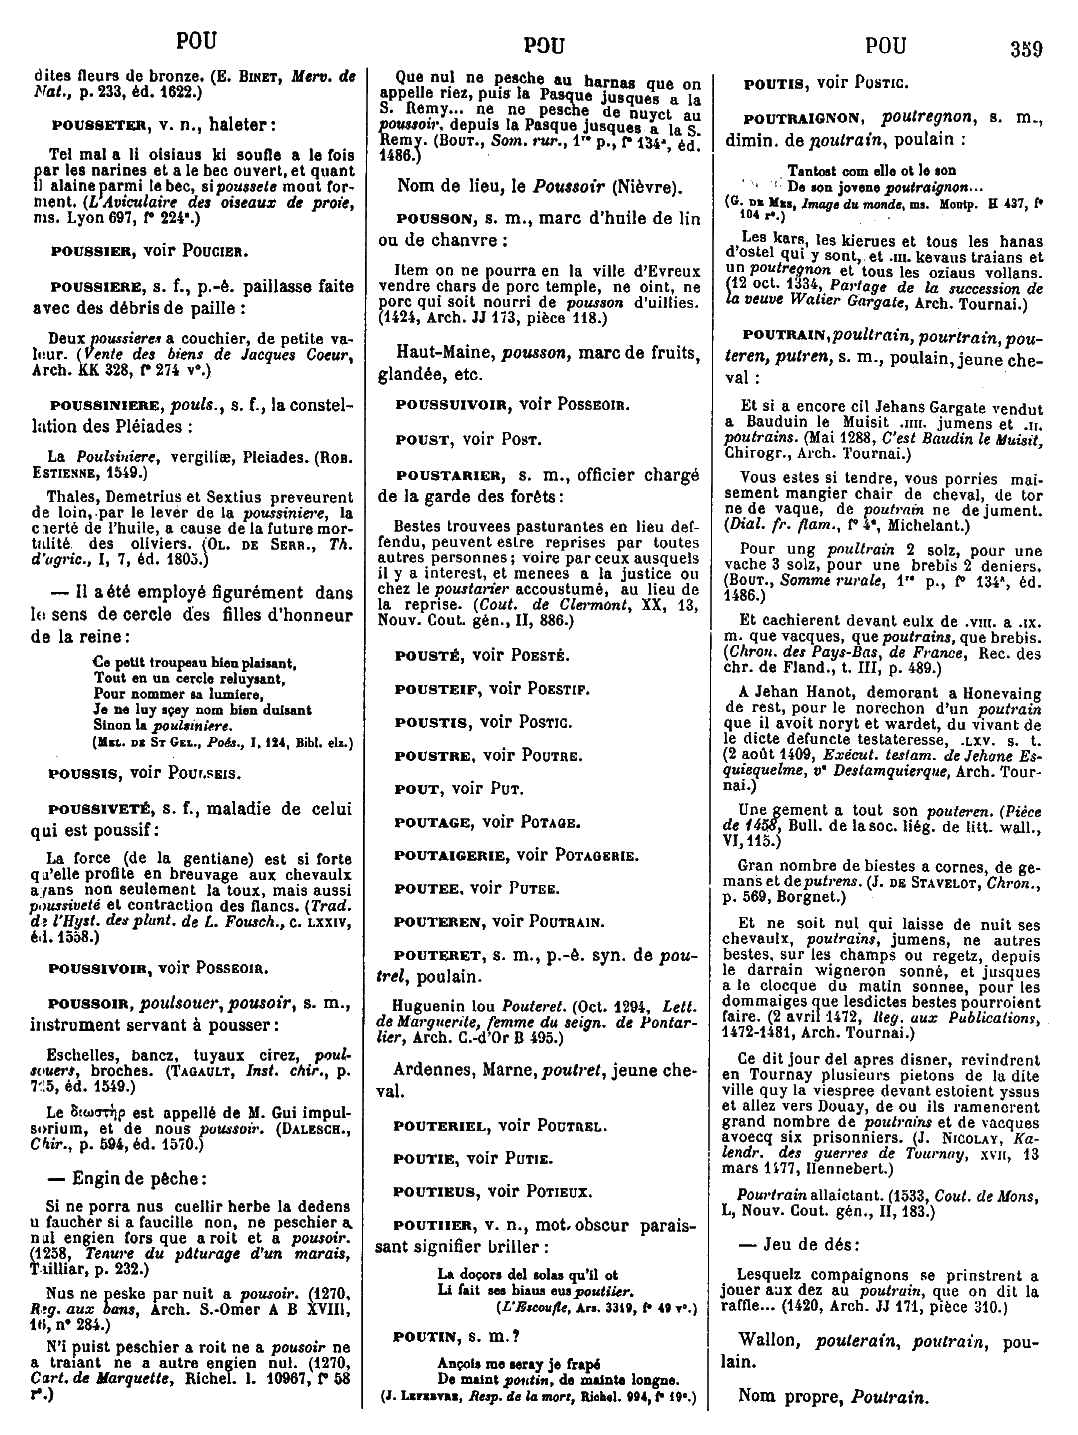 POU
POU
POU
359
dites fleurs de bronze. (E. BINET, Merv. de
Nat., p. 233, éd. 1622.)
POUSSETER, v. n., haleter :
Tel mal a li oisiaus ki soufle a le fois
par les narines et a le bec ouvert, et quant
il alaine parmi le bec, si poussete mout for-
ment. (L'Aviculaire des oiseaux de proie,
ms. Lyon 697, f° 224ª.)
POUSSIER, voir POUCIER.
POUSSIERE, s. f., p.-ê. paillasse faite
avec des débris de paille :
Deux poussieres a couchier, de petite va-
leur. (Vente des biens de Jacques Coeur,
Arch. KK 328, f° 274 v°.)
POUSSINIERE, pouls., s. f., la constel-
lation des Pléiades :
La Poulsiniere, vergiliæ, Pleiades. (ROB.
ESTIENNE, 1549.)
Thales, Demetrius et Sextius preveurent
de loin, par le lever de la poussiniere, la
cherté de l'huile, a cause de la future mor-
talité des oliviers. (OL. DE SERR., Th.
d'agric., I, 7, éd. 1805.)
— Il a été employé figurément dans
le sens de cercle des filles d'honneur
de la reine :
Ce petit troupeau bien plaisant,
Tout en un cercle reluysant,
Pour nommer sa lumiere,
Je ne luy sçey nom bien duisant
Sinon la poulsiniere.
(MEL. DE ST GEL., Poés., I, 124, Bibl. elz.)
POUSSIS, voir POULSEIS.
POUSSIVETÉ, s. f., maladie de celui
qui est poussif :
La force (de la gentiane) est si forte
qu'elle profite en breuvage aux chevaulx
ayans non seulement la toux, mais aussi
poussiveté et contraction des flancs. (Trad.
de l'Hyst. des plant. de L. Fousch., c. LXXIV,
éd. 1558.)
POUSSIVOIR, voir POSSEOIR.
POUSSOIR, poulsouer, pousoir, s. m.,
instrument servant à pousser :
Eschelles, bancz, tuyaux cirez, poul-
souers, broches. (TAGAULT, Inst. chir., p.
725, éd. 1549.)
Le διωστὴρ est appellé de M. Gui impul-
sorium, et de nous poussoir. (DALESCH.,
Chir., p. 594, éd. 1570.)
— Engin de pêche :
Si ne porra nus cuellir herbe la dedens
u faucher si a faucille non, ne peschier a
nul engien fors que a roit et a pousoir.
(1258, Tenure du pâturage d'un marais,
Tailliar, p. 232.)
Nus ne peske par nuit a pousoir. (1270,
Reg. aux bans, Arch. S.-Omer A B XVIII,
16, n° 284.)
N'i puist peschier a roit ne a pousoir ne
a traiant ne a autre engien nul. (1270,
Cart. de Marquette, Richel. l. 10967, f° 58
r°.)
Que nul ne pesche au harnas que on
appelle riez, puis la Pasque jusques a la
S. Remy... ne ne pesche de nuyct au
poussoir, depuis la Pasque jusques a la S.
Remy. (BOUT., Som. rur., 1re p., f° 134ª, éd.
1486.)
Nom de lieu, le Poussoir (Nièvre).
POUSSON, s. m., marc d'huile de lin
ou de chanvre :
Item on ne pourra en la ville d'Evreux
vendre chars de porc temple, ne oint, ne
porc qui soit nourri de pousson d'uillies.
(1424, Arch. JJ 173, pièce 118.)
Haut-Maine, pousson, marc de fruits,
glandée, etc.
POUSSUIVOIR, voir POSSEOIR.
POUST, voir POST.
POUSTARIER, s. m., officier chargé
de la garde des forêts :
Bestes trouvees pasturantes en lieu def-
fendu, peuvent estre reprises par toutes
autres personnes ; voire par ceux ausquels
il y a interest, et menees a la justice ou
chez le poustarier accoustumé, au lieu de
la reprise. (Cout. de Clermont, XX, 13,
Nouv. Cout. gén., II, 886.)
POUSTÉ, voir POESTÉ.
POUSTEIF, voir POESTIF.
POUSTIS, voir POSTIC.
POUSTRE, voir POUTRE.
POUT, voir PUT.
POUTAGE, voir POTAGE.
POUTAIGERIE, voir POTAGERIE.
POUTEE, voir PUTEE.
POUTEREN, voir POUTRAIN.
POUTERET, s. m., p.-ê. syn. de pou-
trel, poulain.
Huguenin lou Pouteret. (Oct. 1294, Lett.
de Marguerite, femme du seign. de Pontar-
lier, Arch. C.-d'Or B 495.)
Ardennes, Marne, poutret, jeune che-
val.
POUTERIEL, voir POUTREL.
POUTIE, voir PUTIE.
POUTIEUS, voir POTIEUX.
POUTIIER, v. n., mot obscur parais-
sant signifier briller :
La doçors del solas qu'il ot
Li fait ses biaus eus poutiier.
(L'Escoufle, Ars. 3319, f° 49 v°.)
POUTIN, s. m.?
Ançois me seray je frapé
De maint poutin, de mainte longne.
(J. LEFEBVRE, Resp. de la mort, Richel. 994, f° 19ª.)
POUTIS, voir POSTIC.
POUTRAIGNON, poutregnon, s. m.,
dimin. de poutrain, poulain :
Tantost com elle ot le son
De son jovene poutraignon...
(G. DE MES, Image du monde, ms. Montp. H 437, f°
104 r°.)
Les kars, les kierues et tous les hanas
d'ostel qui y sont, et .III. kevaus traians et
un poutregnon et tous les oziaus vollans.
(12 oct. 1334, Partage de la succession de
la veuve Watier Gargate, Arch. Tournai.)
POUTRAIN, poultrain, pourtrain, pou-
teren, putren, s. m., poulain, jeune che-
val :
Et si a encore cil Jehans Gargate vendut
a Bauduin le Muisit .IIII. jumens et .II.
poutrains. (Mai 1288, C'est Baudin le Muisit,
Chirogr., Arch. Tournai.)
Vous estes si tendre, vous porries mai-
sement mangier chair de cheval, de tor
ne de vaque, de poutrain ne de jument.
(Dial. fr. flam., f° 4ª, Michelant.)
Pour ung poultrain 2 solz, pour une
vache 3 solz, pour une brebis 2 deniers.
(BOUT., Somme rurale, 1re p., f° 134ª, éd.
1486.)
Et cachierent devant eulx de .VIII. a .IX.
m. que vacques, que poutrains, que brebis.
(Chron. des Pays-Bas, de France, Rec. des
chr. de Fland., t. III, p. 489.)
A Jehan Hanot, demorant a Honevaing
de rest, pour le norechon d'un poutrain
que il avoit noryt et wardet, du vivant de
le dicte defuncte testateresse, .LXV. s. t.
(2 août 1409, Exécut. testam. de Jehane Es-
quiequelme, vᵉ Destamquierque, Arch. Tour-
nai.)
Une gement a tout son pouteren. (Pièce
de 1458, Bull. de la soc. liég. de litt. wall.,
VI, 115.)
Gran nombre de biestes a cornes, de ge-
mans et de putrens. (J. DE STAVELOT, Chron.,
p. 569, Borgnet.)
Et ne soit nul qui laisse de nuit ses
chevaulx, poutrains, jumens, ne autres
bestes, sur les champs ou regetz, depuis
le darrain wigneron sonné, et jusques
a le clocque du matin sonnee, pour les
dommaiges que lesdictes bestes pourroient
faire. (2 avril 1472, Reg. aux Publications,
1472-1481, Arch. Tournai.)
Ce dit jour del apres disner, revindrent
en Tournay plusieurs pietons de la dite
ville quy la viespree devant estoient yssus
et allez vers Douay, de ou ils ramenerent
grand nombre de poutrains et de vacques
avoecq six prisonniers. (J. NICOLAY, Ka-
lendr. des guerres de Tournay, XVII, 13
mars 1477, Hennebert.)
Pourtrain allaictant. (1533, Cout. de Mons,
L, Nouv. Cout. gén., II, 183.)
— Jeu de dés :
Lesquelz compaignons se prinstrent a
jouer aux dez au poutrain, que on dit la
raffle... (1420, Arch. JJ 171, pièce 310.)
Wallon, pouterain, poutrain, pou-
lain.
Nom propre, Poutrain.